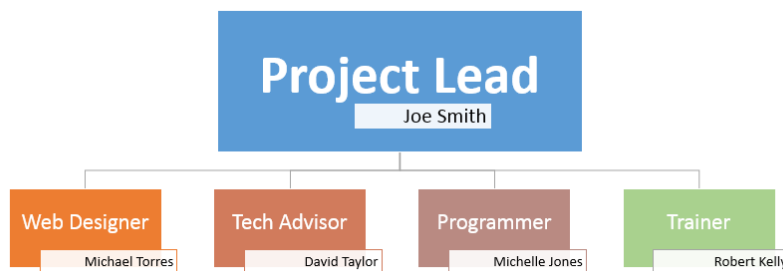 Project Lead
Joe Smith
Web Designer
Tech Advisor
Programmer
Trainer
Michael Torres
David Taylor
Michelle Jones
Robert Kelly